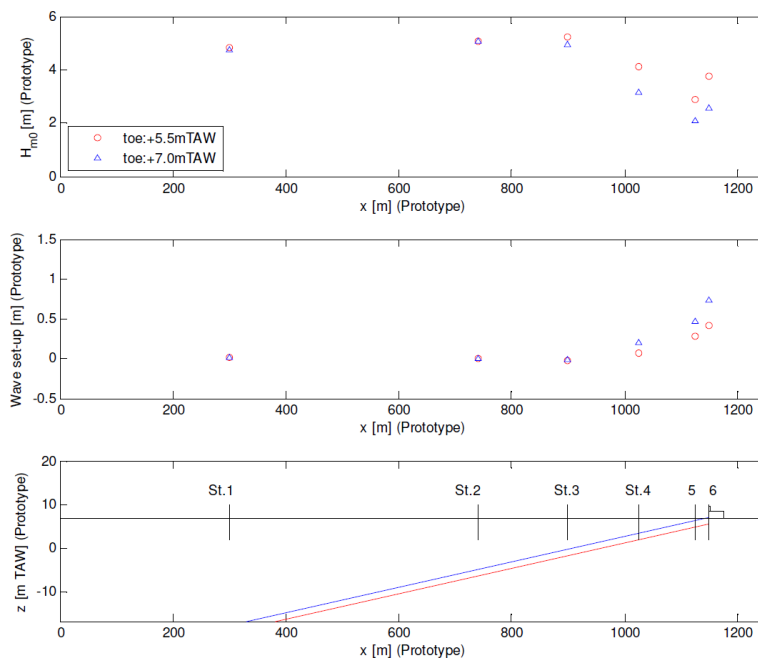 6
4
2
0
H_m0 [m] (Prototype)
toe:+5.5mTAW
toe:+7.0mTAW
0 200 400 600 800 1000 1200
x [m] (Prototype)
1.5
1
0.5
0
-0.5
Wave set-up [m] (Prototype)
0 200 400 600 800 1000 1200
x [m] (Prototype)
20
10
0
-10
z [m TAW] (Prototype)
St.1 St.2 St.3 St.4 5 6
0 200 400 600 800 1000 1200
x [m] (Prototype)